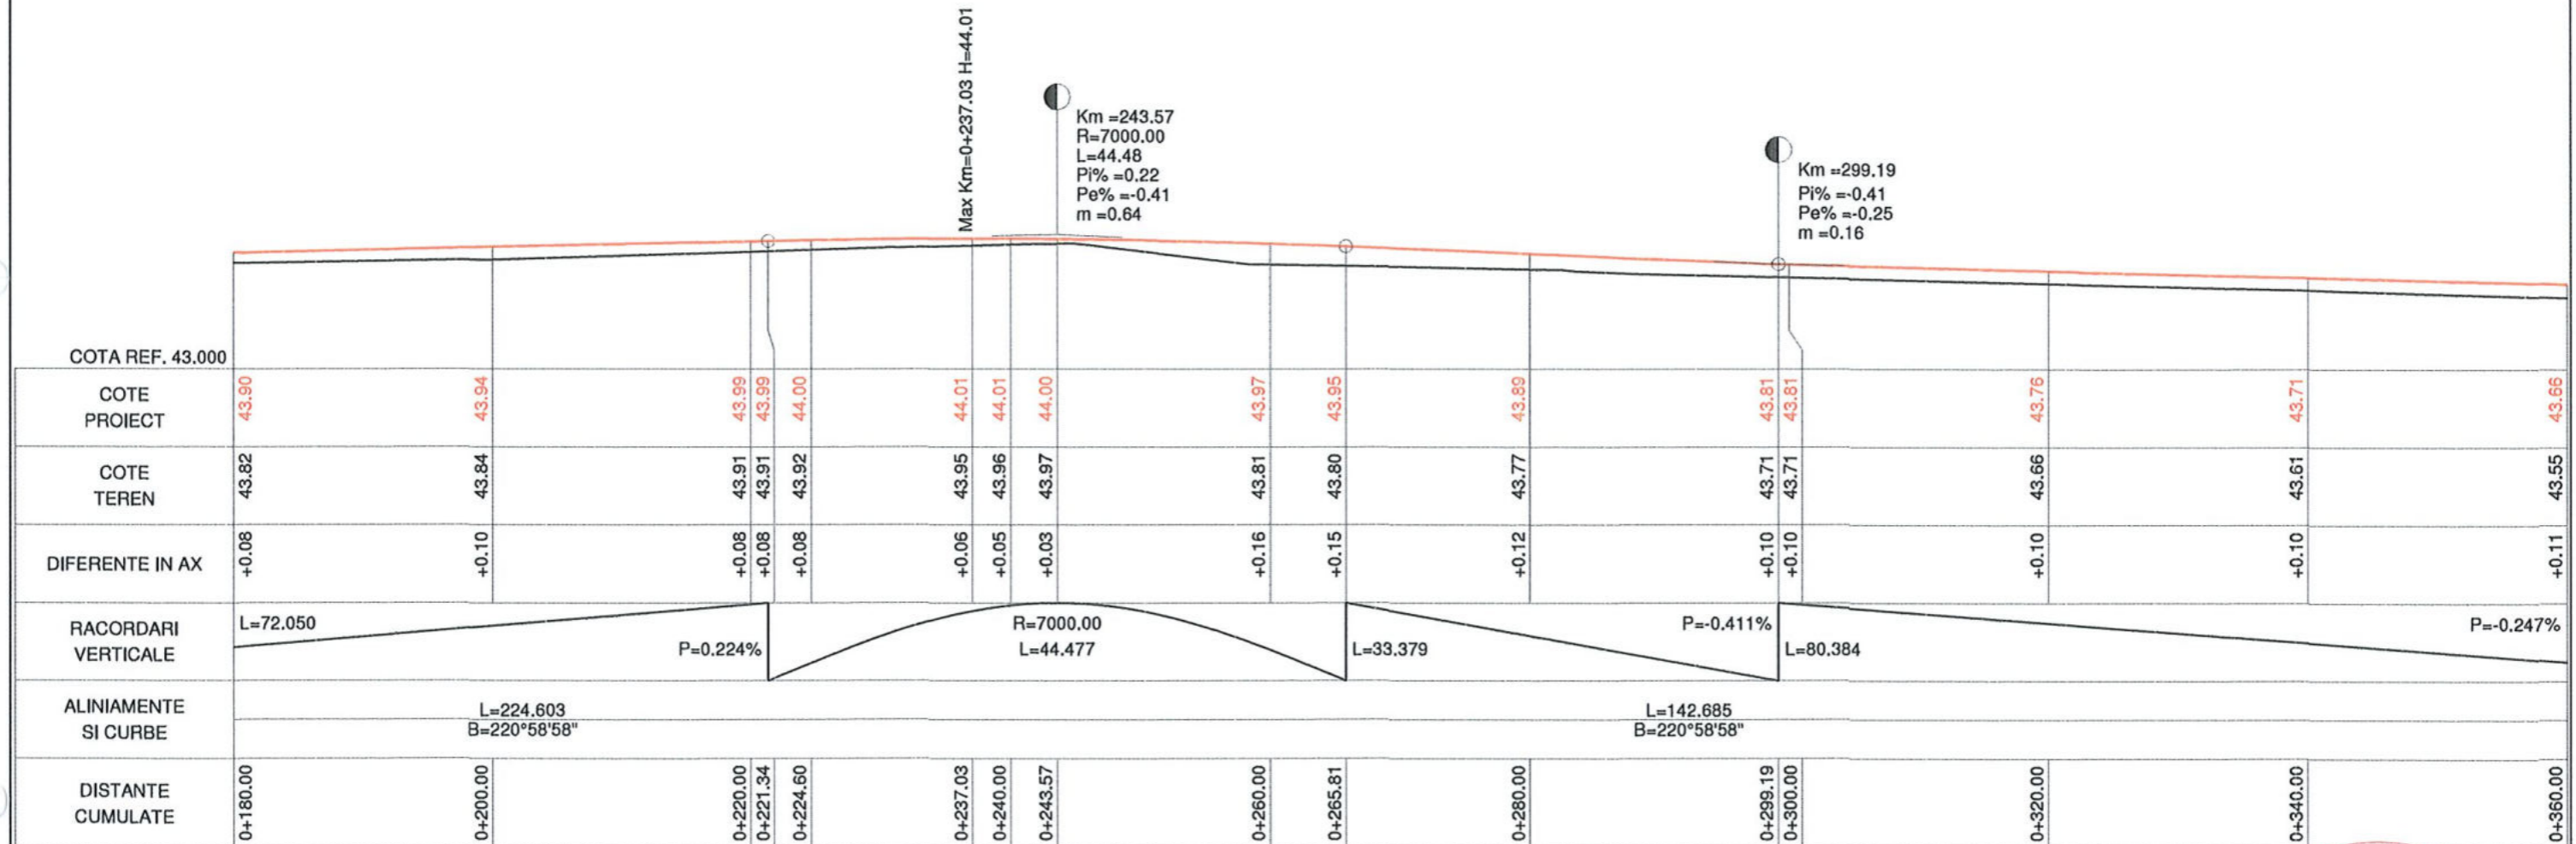 Max Km=0+237.03 H=44.01
Km =243.57
R=7000.00
L=44.48
Pi% =0.22
Pe% =-0.41
m =0.64
Km =299.19
Pi% =-0.41
Pe% =-0.25
m =0.16
COTA REF. 43.000
COTE
PROIECT
43.90 43.94 43.99 43.99 44.00 44.01 44.01 44.00 43.97 43.95 43.89 43.81 43.81 43.76 43.71 43.66
COTE
TEREN
43.82 43.84 43.91 43.91 43.92 43.95 43.96 43.97 43.81 43.80 43.77 43.71 43.71 43.66 43.61 43.55
DIFERENTE IN AX
+0.08 +0.10 +0.08 +0.08 +0.08 +0.06 +0.05 +0.03 +0.16 +0.15 +0.12 +0.10 +0.10 +0.10 +0.10 +0.11
RACORDARI
VERTICALE
L=72.050
P=0.224%
R=7000.00
L=44.477
L=33.379
P=-0.411%
L=80.384
P=-0.247%
ALINIAMENTE
SI CURBE
L=224.603
B=220°58'58"
L=142.685
B=220°58'58"
DISTANTE
CUMULATE
0+180.00 0+200.00 0+220.00 0+221.34 0+224.60 0+237.03 0+240.00 0+243.57 0+260.00 0+265.81 0+280.00 0+299.19 0+300.00 0+320.00 0+340.00 0+360.00